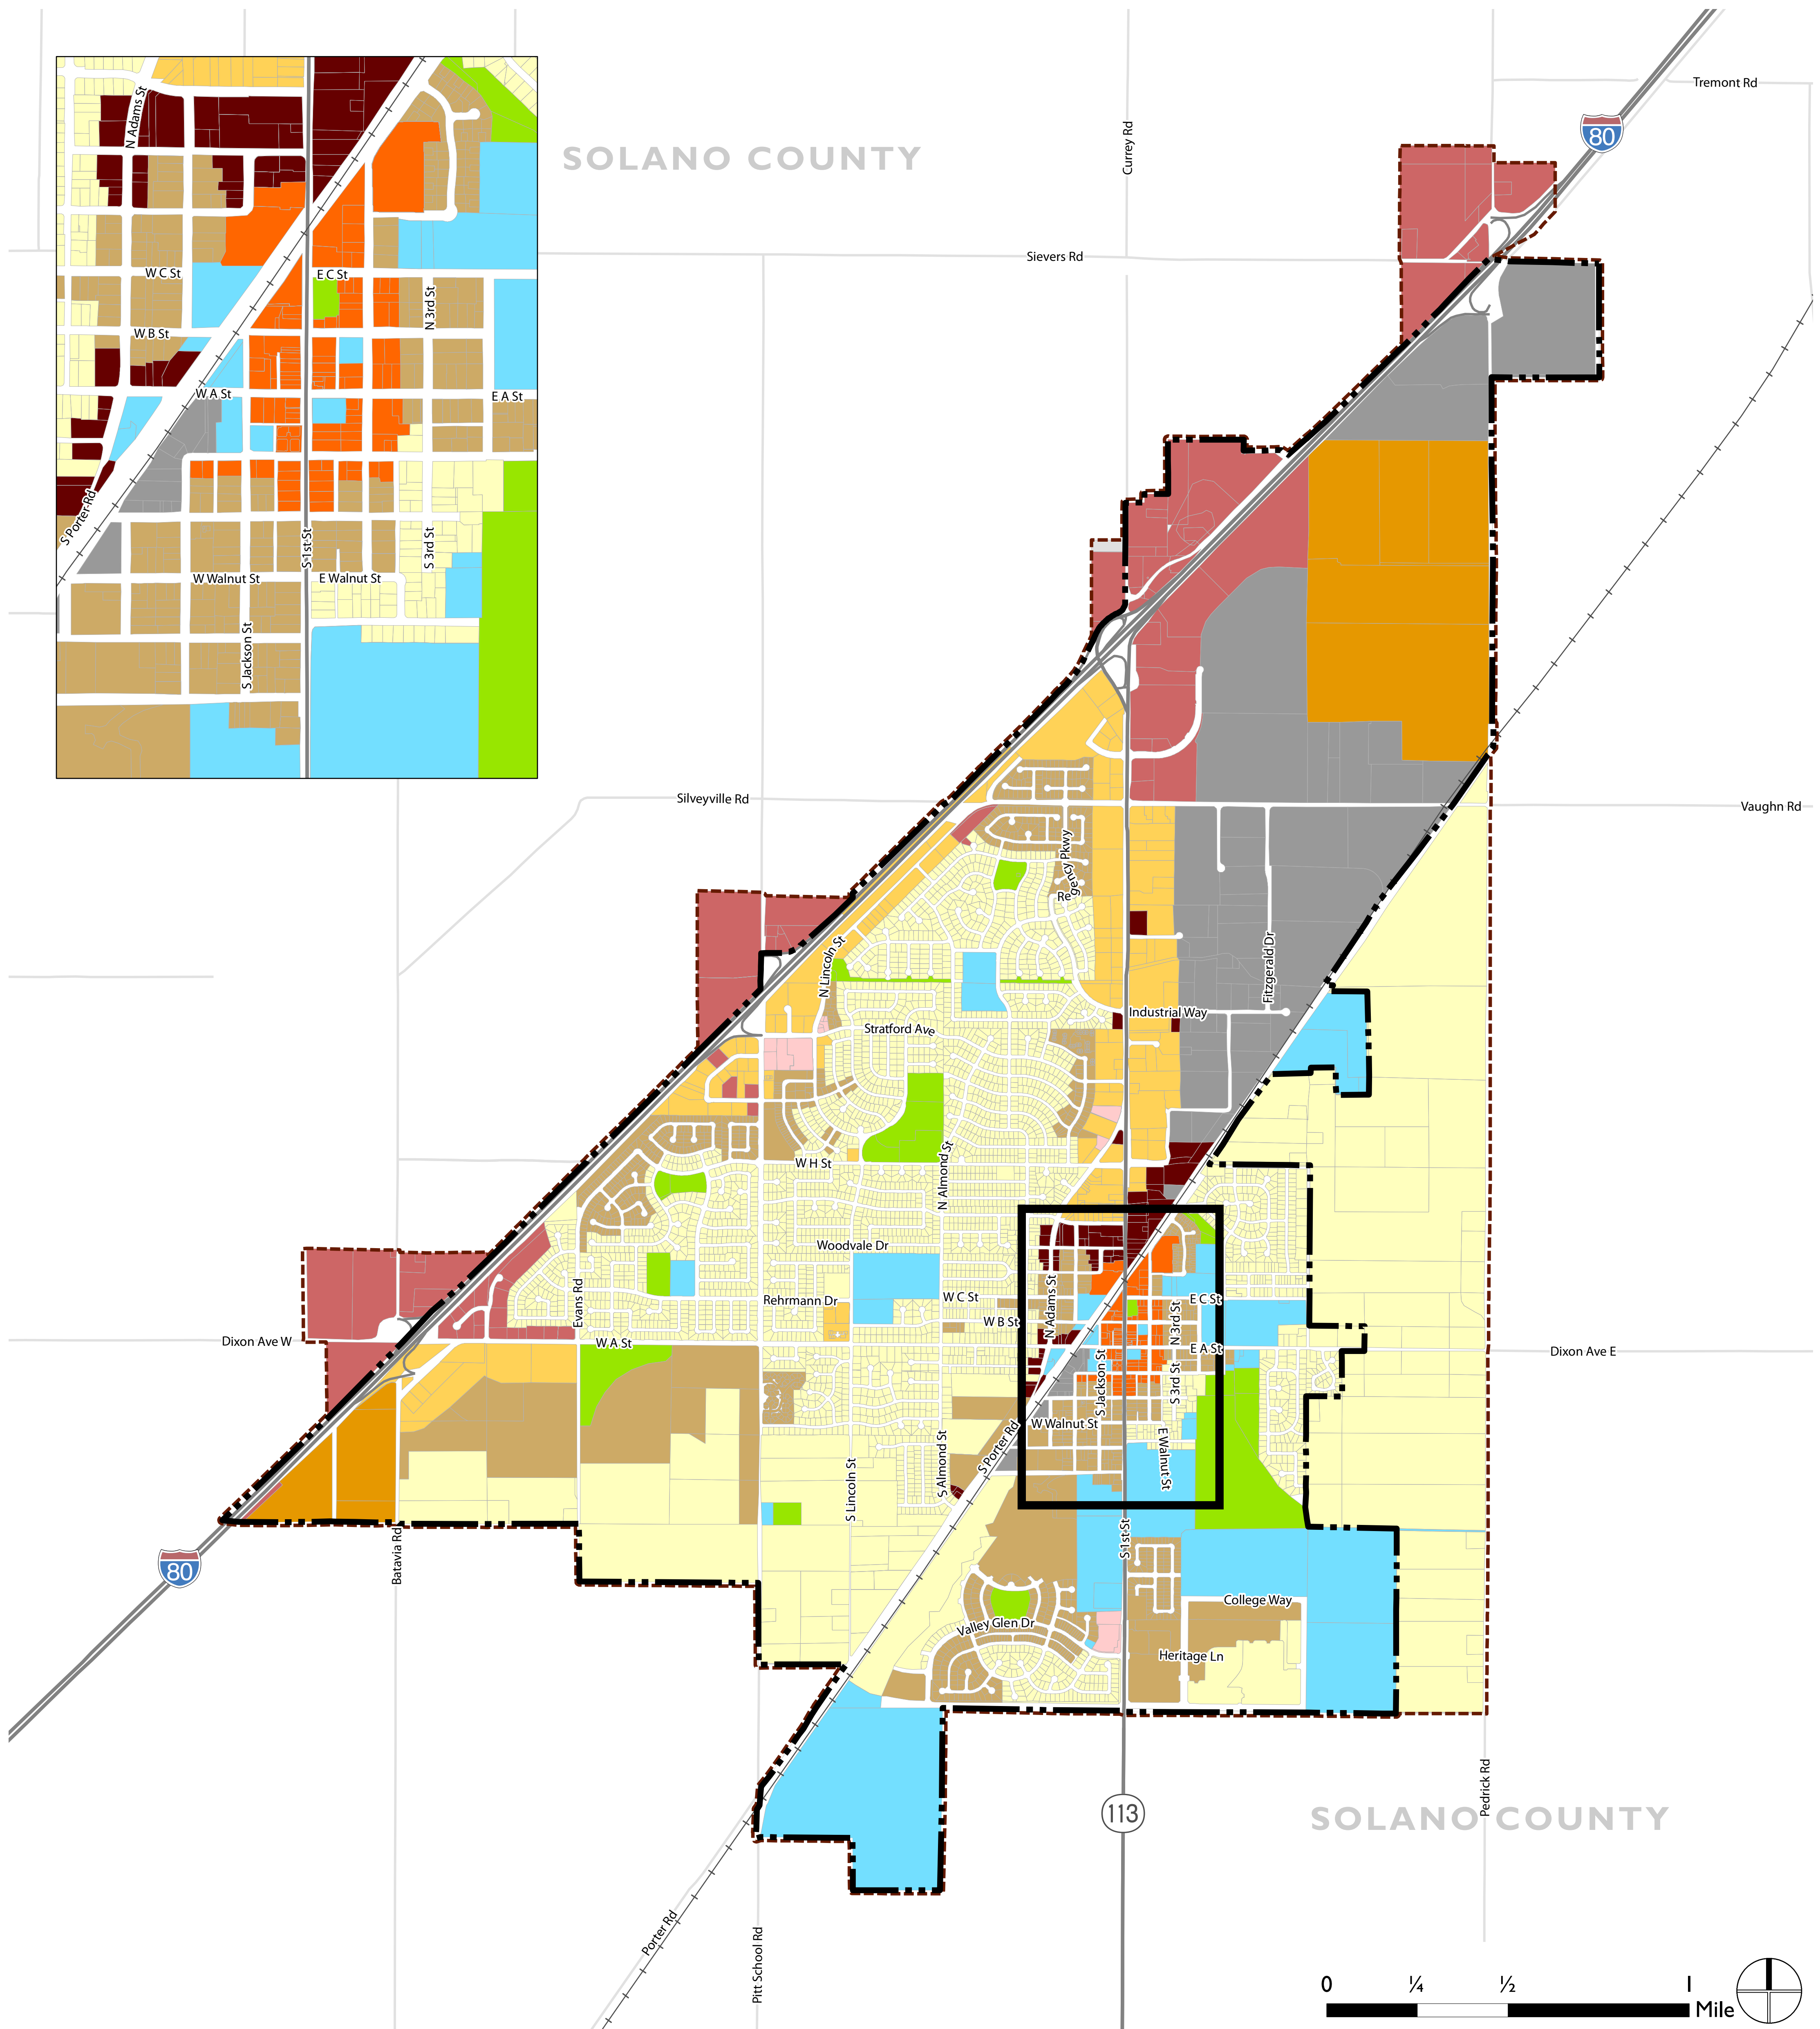 Tremont Rd
80
N Adams St
SOLANO COUNTY
Currey Rd
Sievers Rd
W C St
E C St
N 3rd St
W B St
W A St
E A St
S Porter Rd
S 1st St
S 3rd St
W Walnut St
E Walnut St
S Jackson St
Silveyville Rd
Vaughn Rd
Regency Pkwy
N Lincoln St
Fitzgerald Dr
Industrial Way
Stratford Ave
W H St
N Almond St
Woodvale Dr
Evans Rd
Rehrmann Dr
W C St
N Adams St
E C St
W B St
N 3rd St
Dixon Ave W
W A St
E A St
Dixon Ave E
S Jackson St
S 3rd St
W Walnut St
E Walnut St
S Porter Rd
S Almond St
S Lincoln St
S 1st St
Batavia Rd
80
College Way
Valley Glen Dr
Heritage Ln
Pedrick Rd
113
SOLANO COUNTY
Porter Rd
Pitt School Rd
0 ¼ ½ 1
Mile